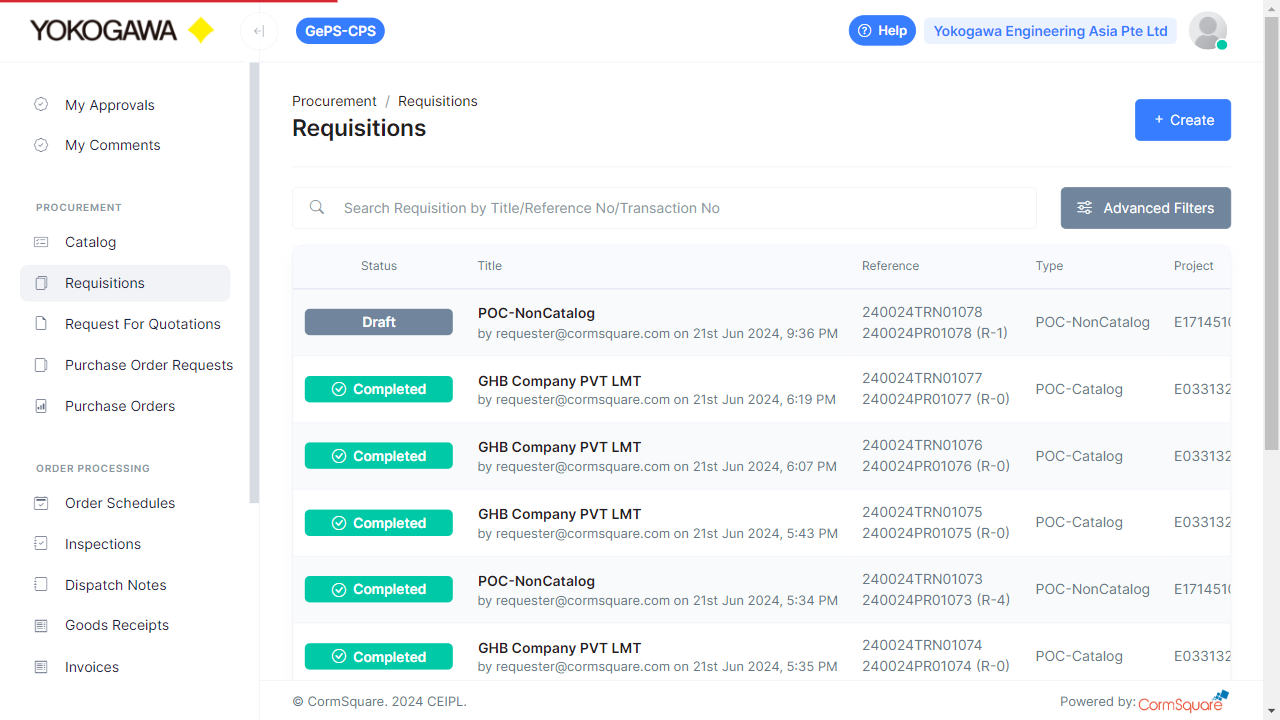 YOKOGAWA
GePS-CPS
Help
Yokogawa Engineering Asia Pte Ltd
My Approvals
My Comments
PROCUREMENT
Catalog
Requisitions
Request For Quotations
Purchase Order Requests
Purchase Orders
ORDER PROCESSING
Order Schedules
Inspections
Dispatch Notes
Goods Receipts
Invoices
Procurement / Requisitions
Requisitions
+ Create
Search Requisition by Title/Reference No/Transaction No
Advanced Filters
Status Title Reference Type Project
Draft
POC-NonCatalog
by requester@cormsquare.com on 21st Jun 2024, 9:36 PM
240024TRN01078
240024PR01078 (R-1)
POC-NonCatalog
E1714510
Completed
GHB Company PVT LMT
by requester@cormsquare.com on 21st Jun 2024, 6:19 PM
240024TRN01077
240024PR01077 (R-0)
POC-Catalog
E033132
Completed
GHB Company PVT LMT
by requester@cormsquare.com on 21st Jun 2024, 6:07 PM
240024TRN01076
240024PR01076 (R-0)
POC-Catalog
E033132
Completed
GHB Company PVT LMT
by requester@cormsquare.com on 21st Jun 2024, 5:43 PM
240024TRN01075
240024PR01075 (R-0)
POC-Catalog
E033132
Completed
POC-NonCatalog
by requester@cormsquare.com on 21st Jun 2024, 5:34 PM
240024TRN01073
240024PR01073 (R-4)
POC-NonCatalog
E1714510
Completed
GHB Company PVT LMT
by requester@cormsquare.com on 21st Jun 2024, 5:35 PM
240024TRN01074
240024PR01074 (R-0)
POC-Catalog
E033132
© CormSquare. 2024 CEIPL.
Powered by: CormSquare